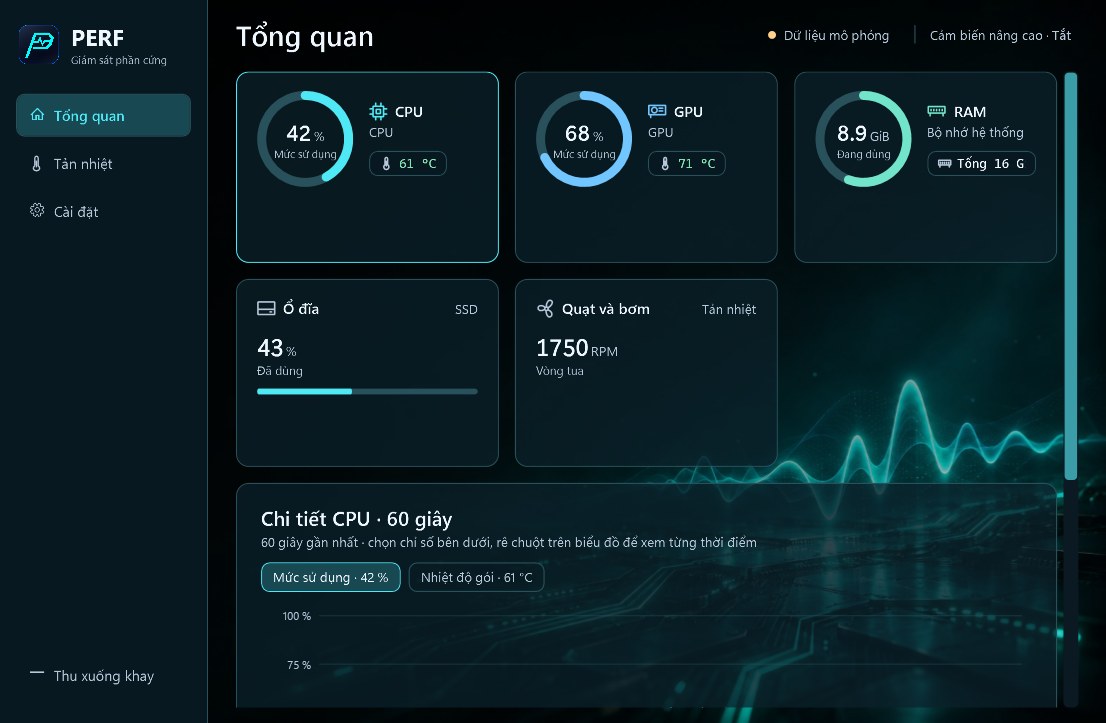 PERF
Giám sát phần cứng
Tổng quan
Tản nhiệt
Cài đặt
Thu xuống khay
Tổng quan
Dữ liệu mô phỏng
Cảm biến nâng cao · Tắt
42 %
Mức sử dụng
CPU
CPU
61 °C
68 %
Mức sử dụng
GPU
GPU
71 °C
8.9 GiB
Đang dùng
RAM
Bộ nhớ hệ thống
Tổng 16 G
Ổ đĩa
SSD
43 %
Đã dùng
Quạt và bơm
Tản nhiệt
1750 RPM
Vòng tua
Chi tiết CPU · 60 giây
60 giây gần nhất · chọn chỉ số bên dưới, rê chuột trên biểu đồ để xem từng thời điểm
Mức sử dụng · 42 %
Nhiệt độ gói · 61 °C
100 %
75 %